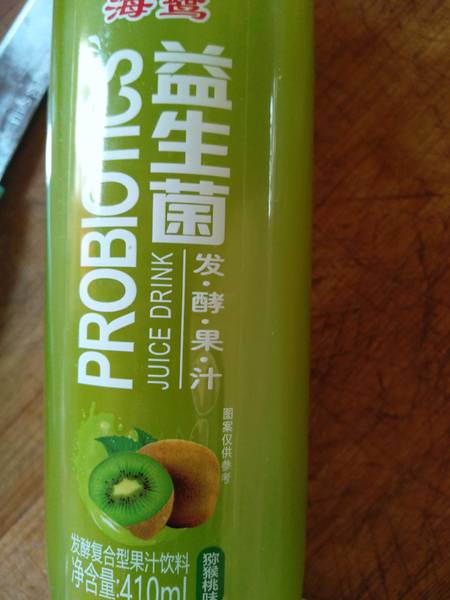 海鹭
益生菌
PROBIOTICS
JUICE DRINK
发·酵·果·汁
图案仅供参考
发酵复合型果汁饮料
净含量:410ml
猕猴桃味